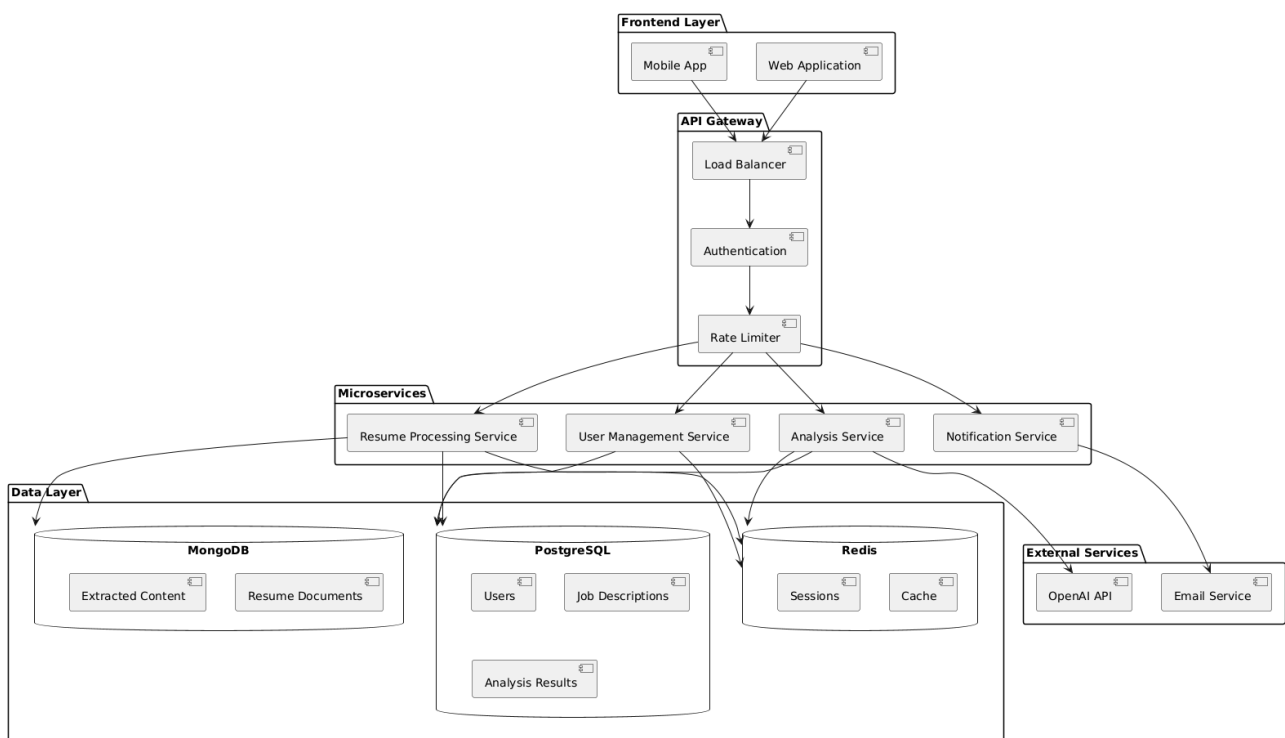 Frontend Layer
Mobile App
Web Application
API Gateway
Load Balancer
Authentication
Rate Limiter
Microservices
Resume Processing Service
User Management Service
Analysis Service
Notification Service
Data Layer
MongoDB
Extracted Content
Resume Documents
PostgreSQL
Users
Job Descriptions
Analysis Results
Redis
Sessions
Cache
External Services
OpenAI API
Email Service